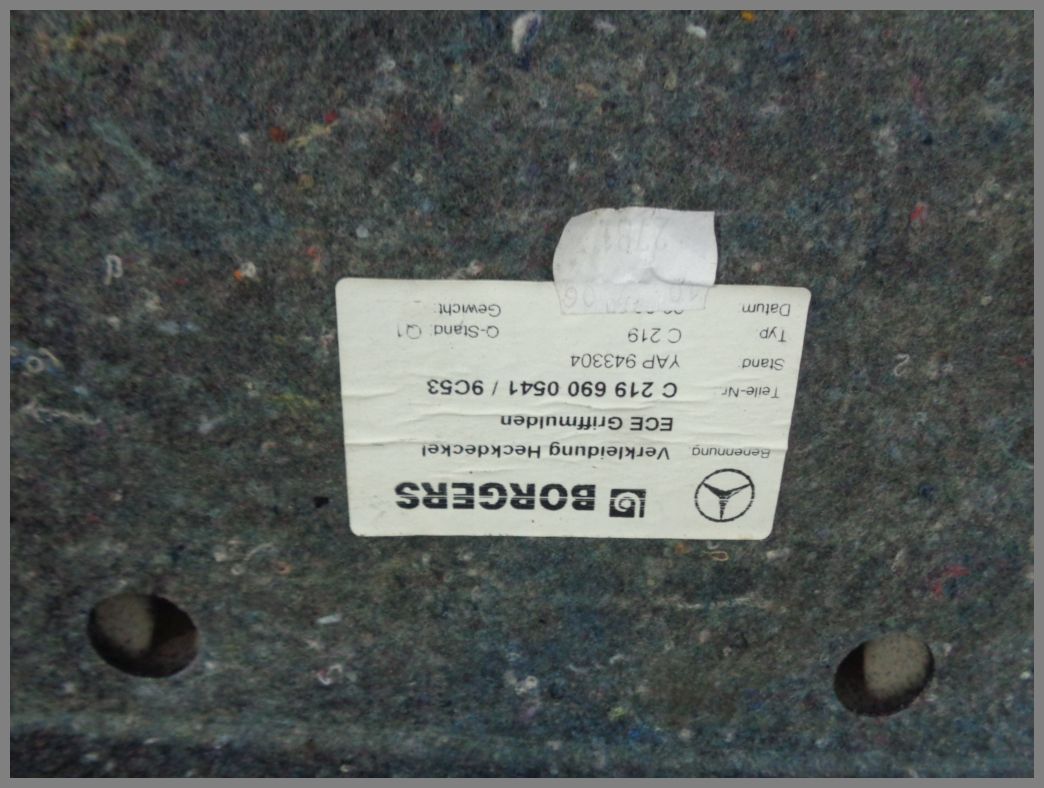 BORGERS
Benennung Verkleidung Heckdeckel
ECE Griffmulden
Teile-Nr.: C 219 690 0541 / 9C53
Stand YAP 943304
Typ C 219 Q-Stand: Q1
Datum Gewicht: